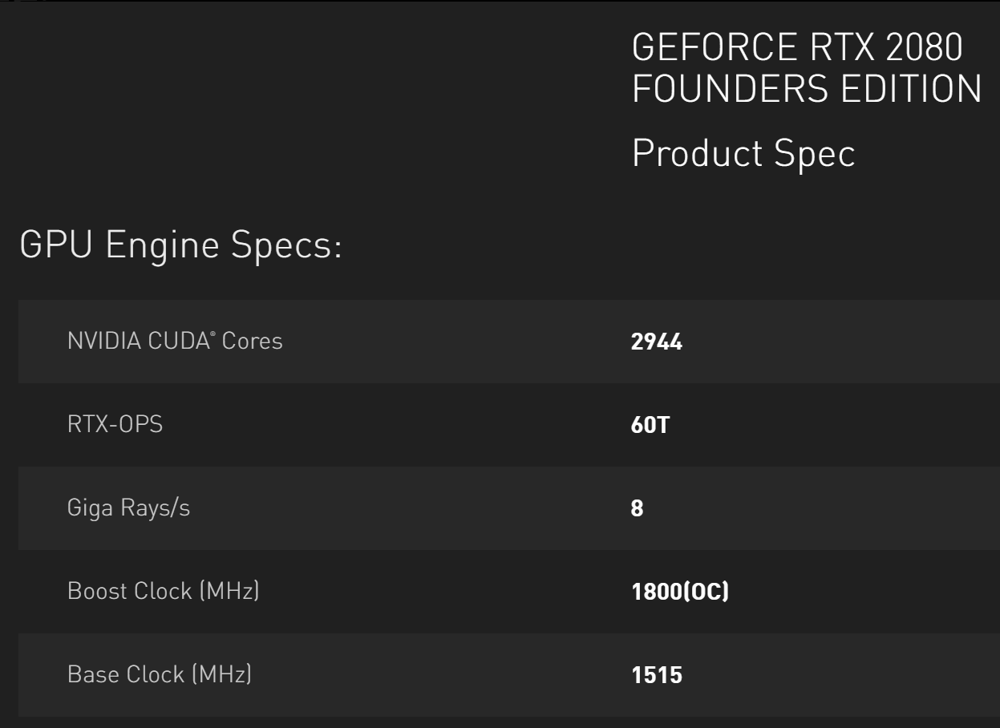 GEFORCE RTX 2080
FOUNDERS EDITION
Product Spec
GPU Engine Specs:
NVIDIA CUDA® Cores 2944
RTX-OPS 60T
Giga Rays/s 8
Boost Clock (MHz) 1800(OC)
Base Clock (MHz) 1515